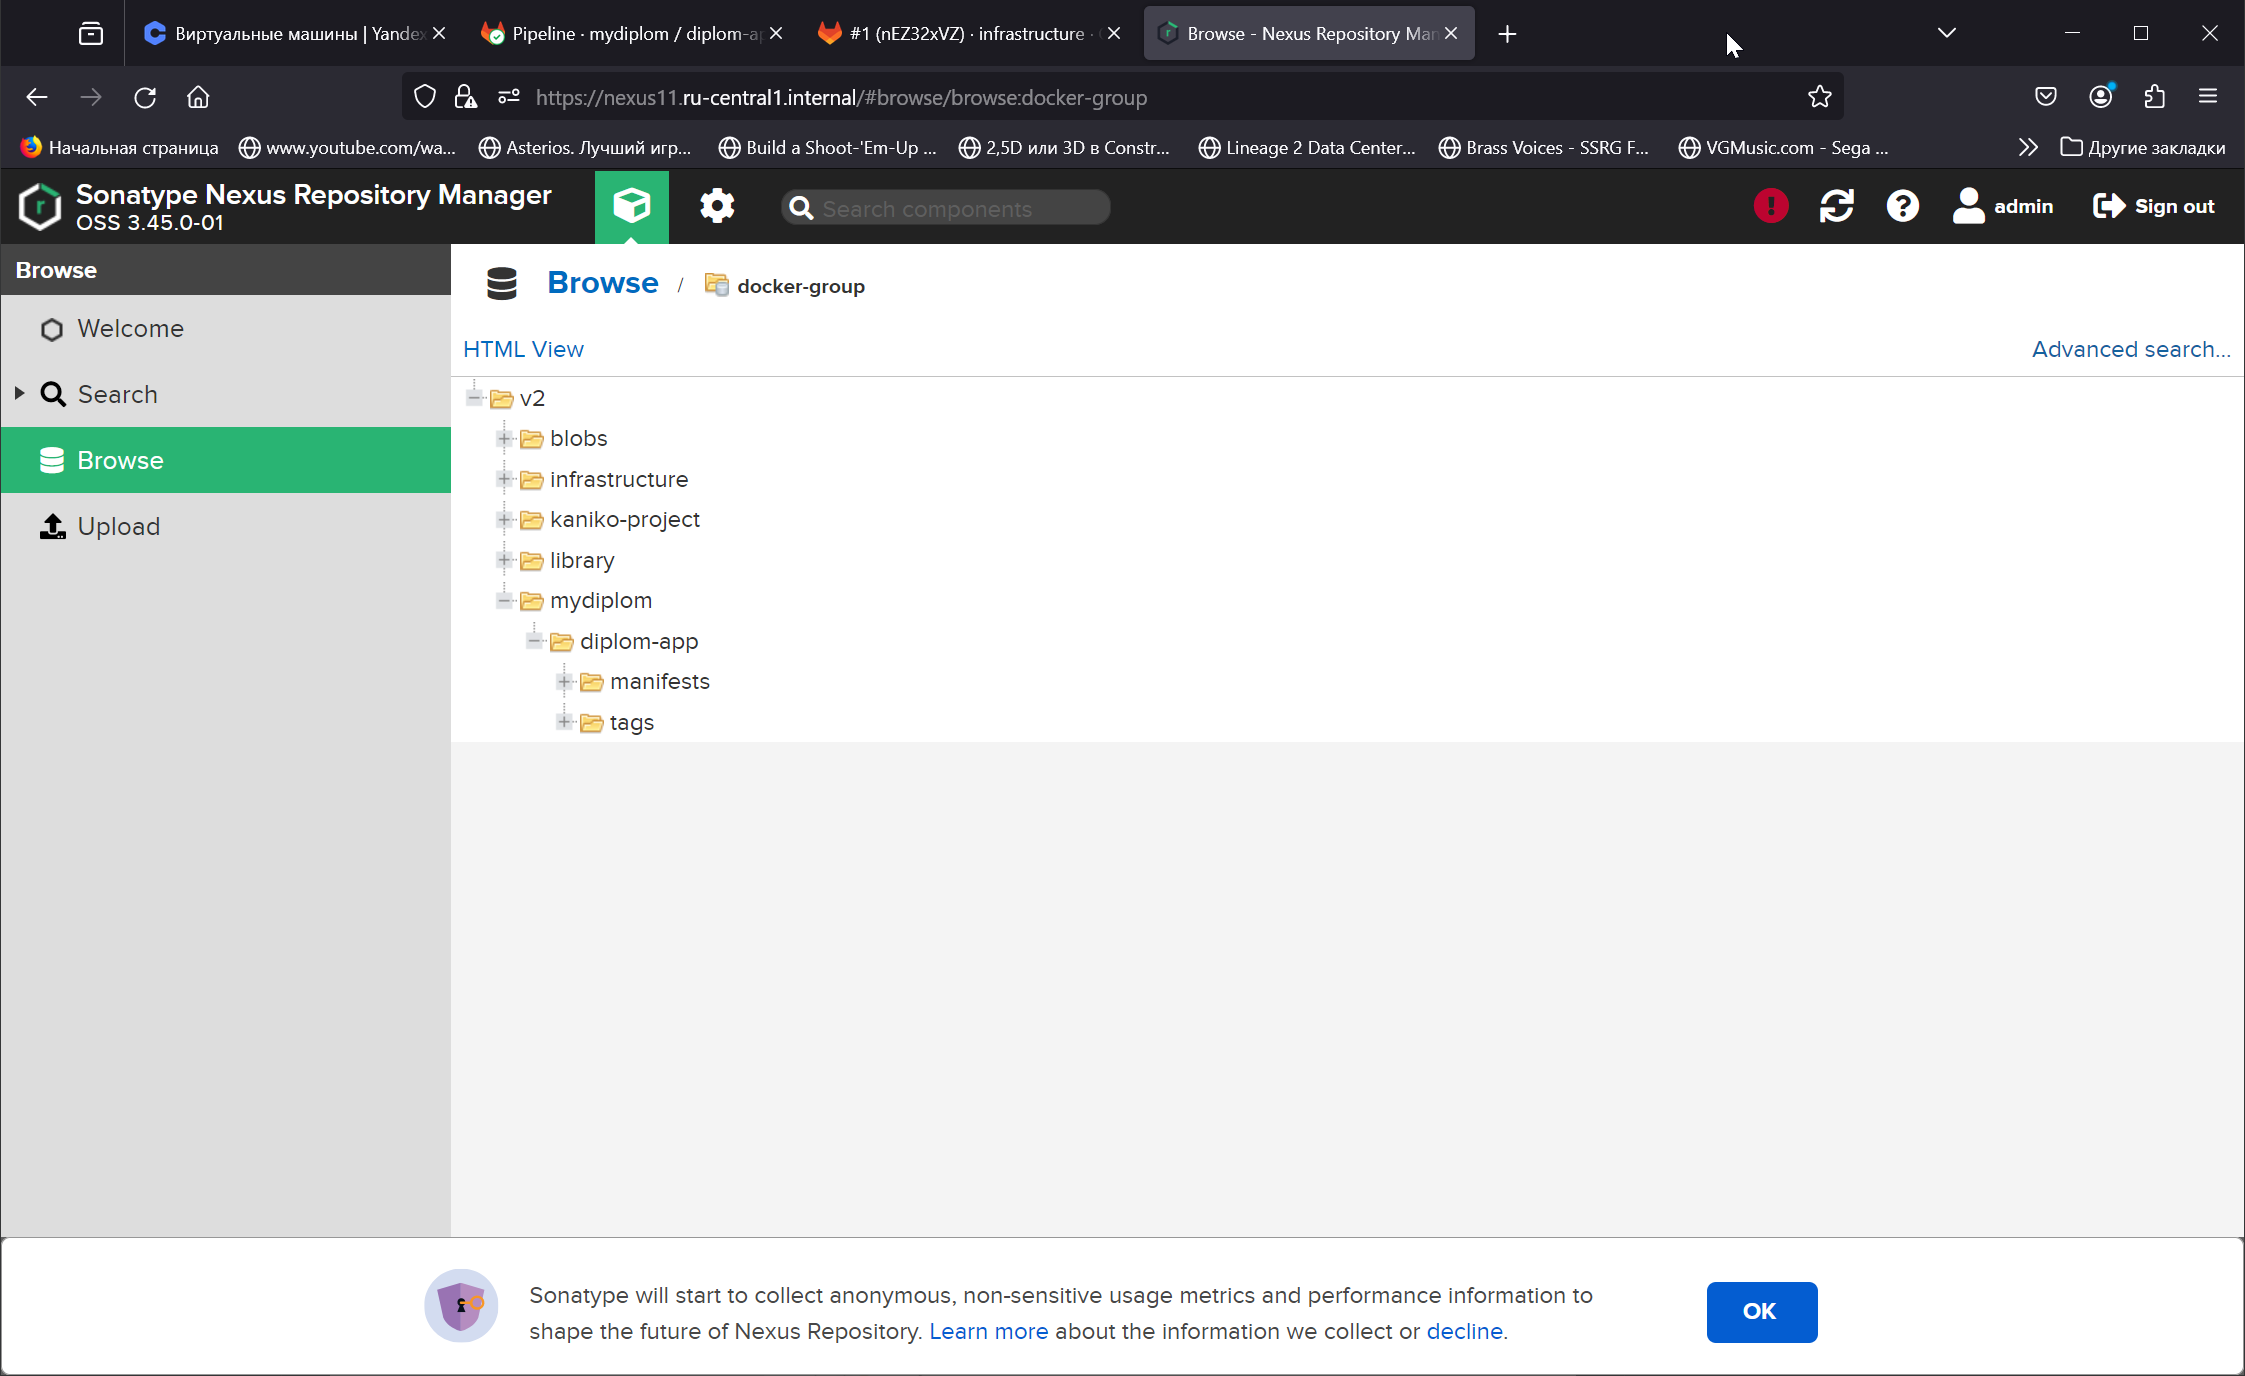 Виртуальные машины | Yandex
Pipeline · mydiplom / diplom-a
#1 (nEZ32xVZ) · infrastructure ·
Browse - Nexus Repository Man
https://nexus11.ru-central1.internal/#browse/browse:docker-group
Начальная страница
www.youtube.com/wa...
Asterios. Лучший игр...
Build a Shoot-'Em-Up ...
2,5D или 3D в Constr...
Lineage 2 Data Center...
Brass Voices - SSRG F...
VGMusic.com - Sega ...
Другие закладки
Sonatype Nexus Repository Manager
OSS 3.45.0-01
Search components
admin
Sign out
Browse
Welcome
Search
Browse
Upload
Browse / docker-group
HTML View
Advanced search...
v2
blobs
infrastructure
kaniko-project
library
mydiplom
diplom-app
manifests
tags
Sonatype will start to collect anonymous, non-sensitive usage metrics and performance information to
shape the future of Nexus Repository. Learn more about the information we collect or decline.
OK